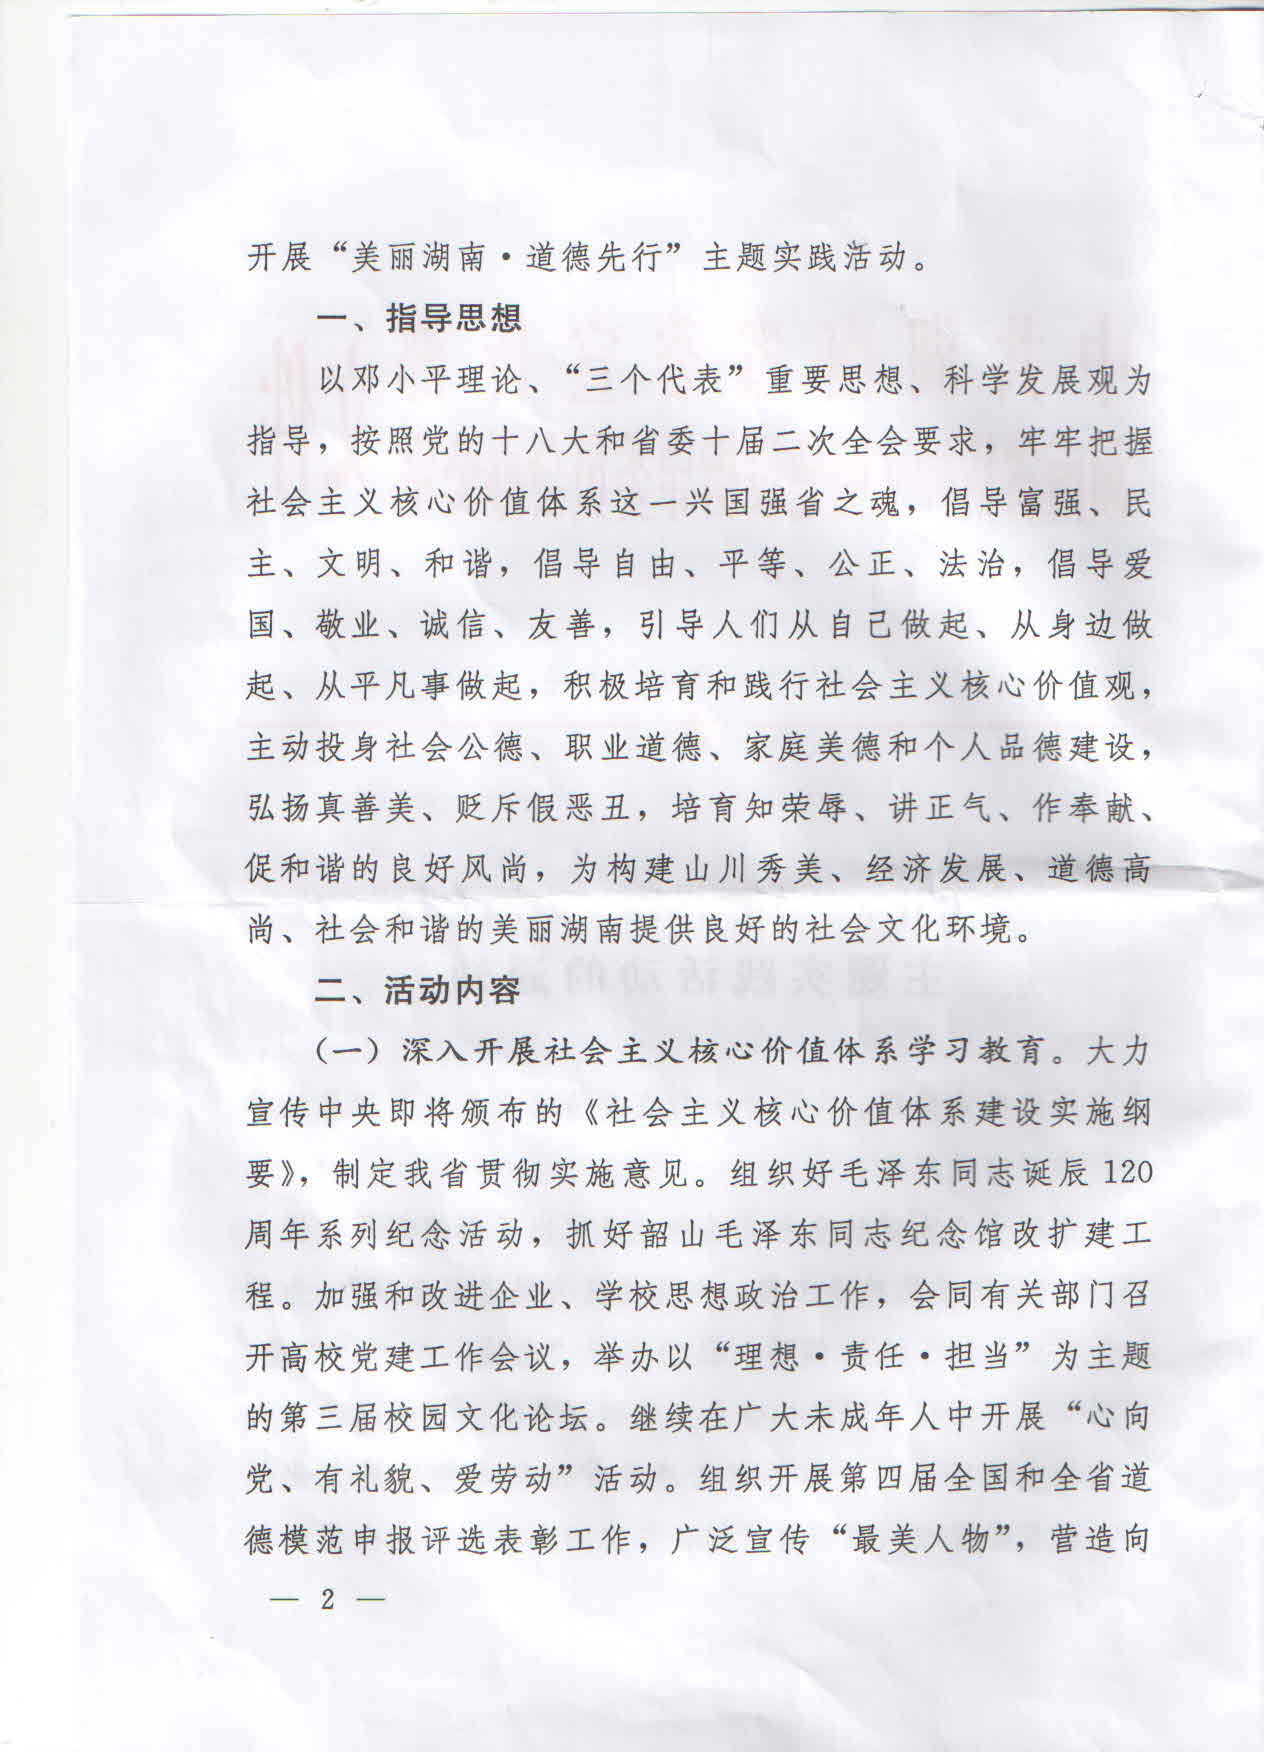 开展“美丽湖南·道德先行”主题实践活动。
一、指导思想
以邓小平理论、“三个代表”重要思想、科学发展观为
指导，按照党的十八大和省委十届二次全会要求，牢牢把握
社会主义核心价值体系这一兴国强省之魂，倡导富强、民
主、文明、和谐，倡导自由、平等、公正、法治，倡导爱
国、敬业、诚信、友善，引导人们从自己做起、从身边做
起、从平凡事做起，积极培育和践行社会主义核心价值观，
主动投身社会公德、职业道德、家庭美德和个人品德建设，
弘扬真善美、贬斥假恶丑，培育知荣辱、讲正气、作奉献、
促和谐的良好风尚，为构建山川秀美、经济发展、道德高
尚、社会和谐的美丽湖南提供良好的社会文化环境。
二、活动内容
（一）深入开展社会主义核心价值体系学习教育。大力
宣传中央即将颁布的《社会主义核心价值体系建设实施纲
要》，制定我省贯彻实施意见。组织好毛泽东同志诞辰120
周年系列纪念活动，抓好韶山毛泽东同志纪念馆改扩建工
程。加强和改进企业、学校思想政治工作，会同有关部门召
开高校党建工作会议，举办以“理想·责任·担当”为主题
的第三届校园文化论坛。继续在广大未成年人中开展“心向
党、有礼貌、爱劳动”活动。组织开展第四届全国和全省道
德模范申报评选表彰工作，广泛宣传“最美人物”，营造向
— 2 —